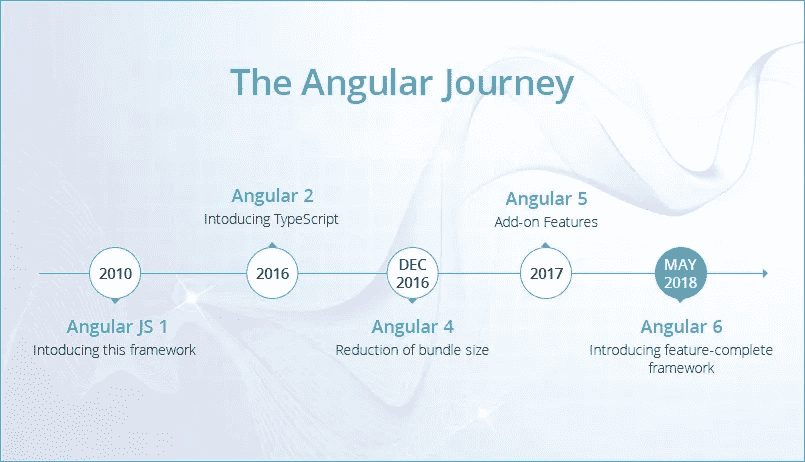 The Angular Journey
Angular 2
Intoducing TypeScript
Angular 5
Add-on Features
2010
2016
DEC
2016
2017
MAY
2018
Angular JS 1
Intoducing this framework
Angular 4
Reduction of bundle size
Angular 6
Introducing feature-complete
framework